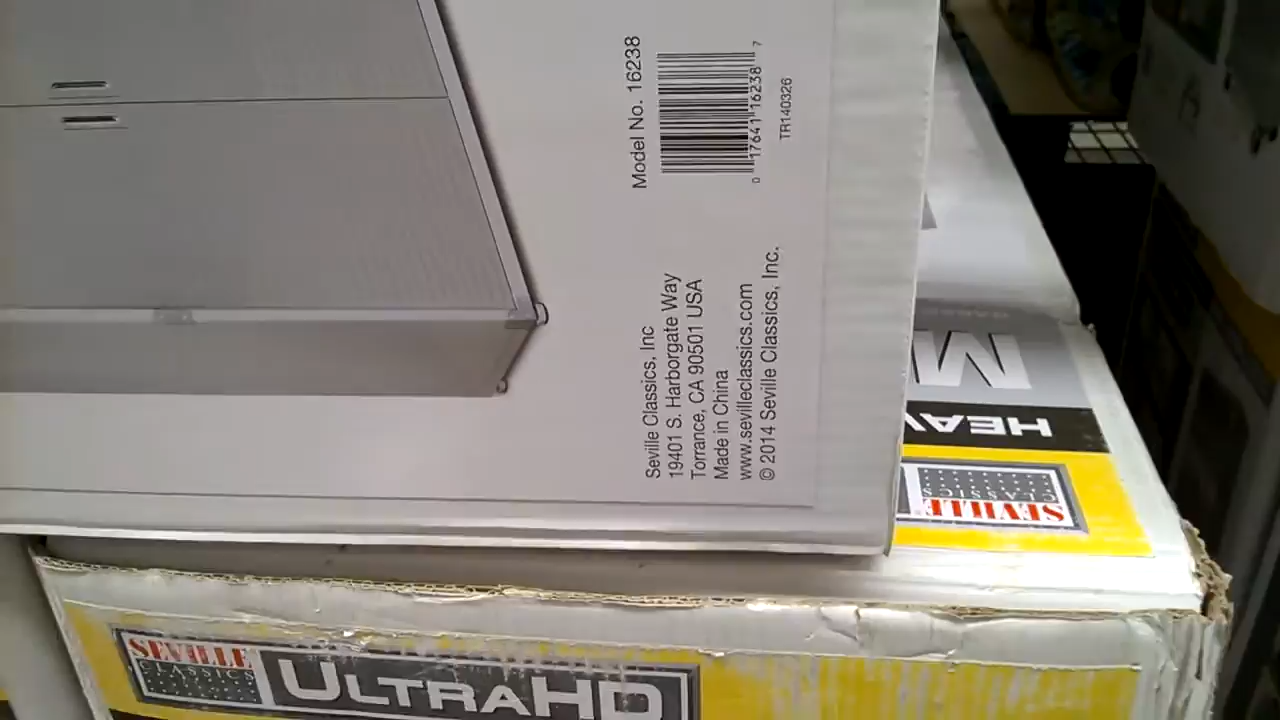 Model No. 16238
0 17641 16238 7
TR140326
Seville Classics, Inc
19401 S. Harborgate Way
Torrance, CA 90501 USA
Made in China
www.sevilleclassics.com
© 2014 Seville Classics, Inc.
SEVILLE
CLASSICS
SEVILLE
CLASSICS
ULTRAHD